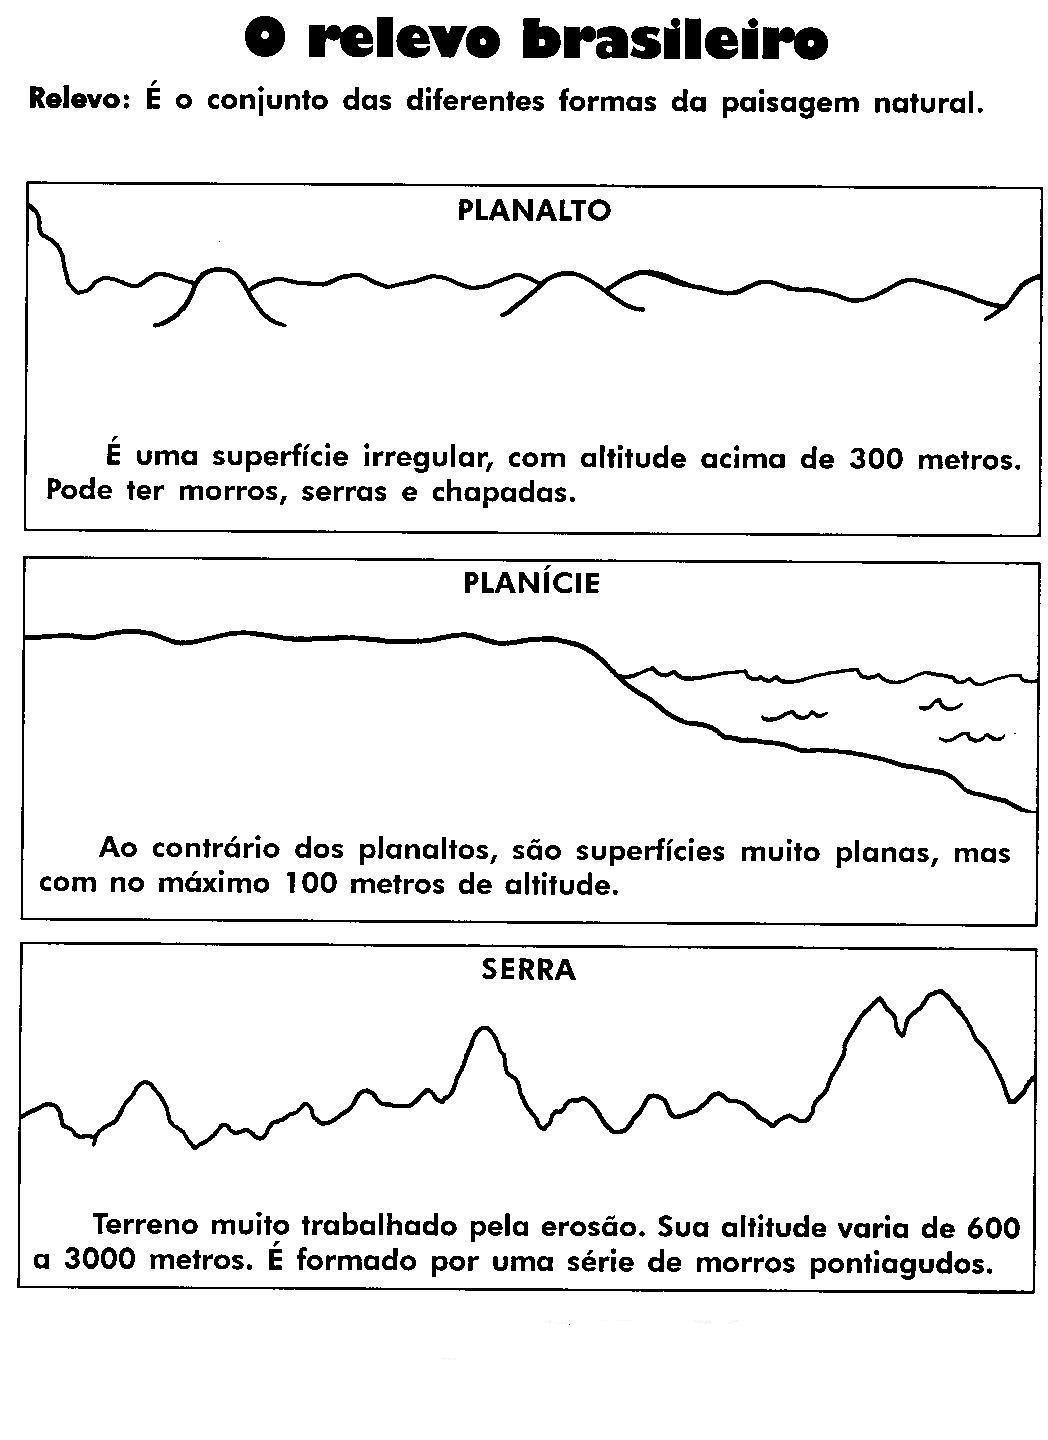 O relevo brasileiro
Relevo: É o conjunto das diferentes formas da paisagem natural.
PLANALTO
É uma superfície irregular, com altitude acima de 300 metros.
Pode ter morros, serras e chapadas.
PLANÍCIE
Ao contrário dos planaltos, são superfícies muito planas, mas
com no máximo 100 metros de altitude.
SERRA
Terreno muito trabalhado pela erosão. Sua altitude varia de 600
a 3000 metros. É formado por uma série de morros pontiagudos.